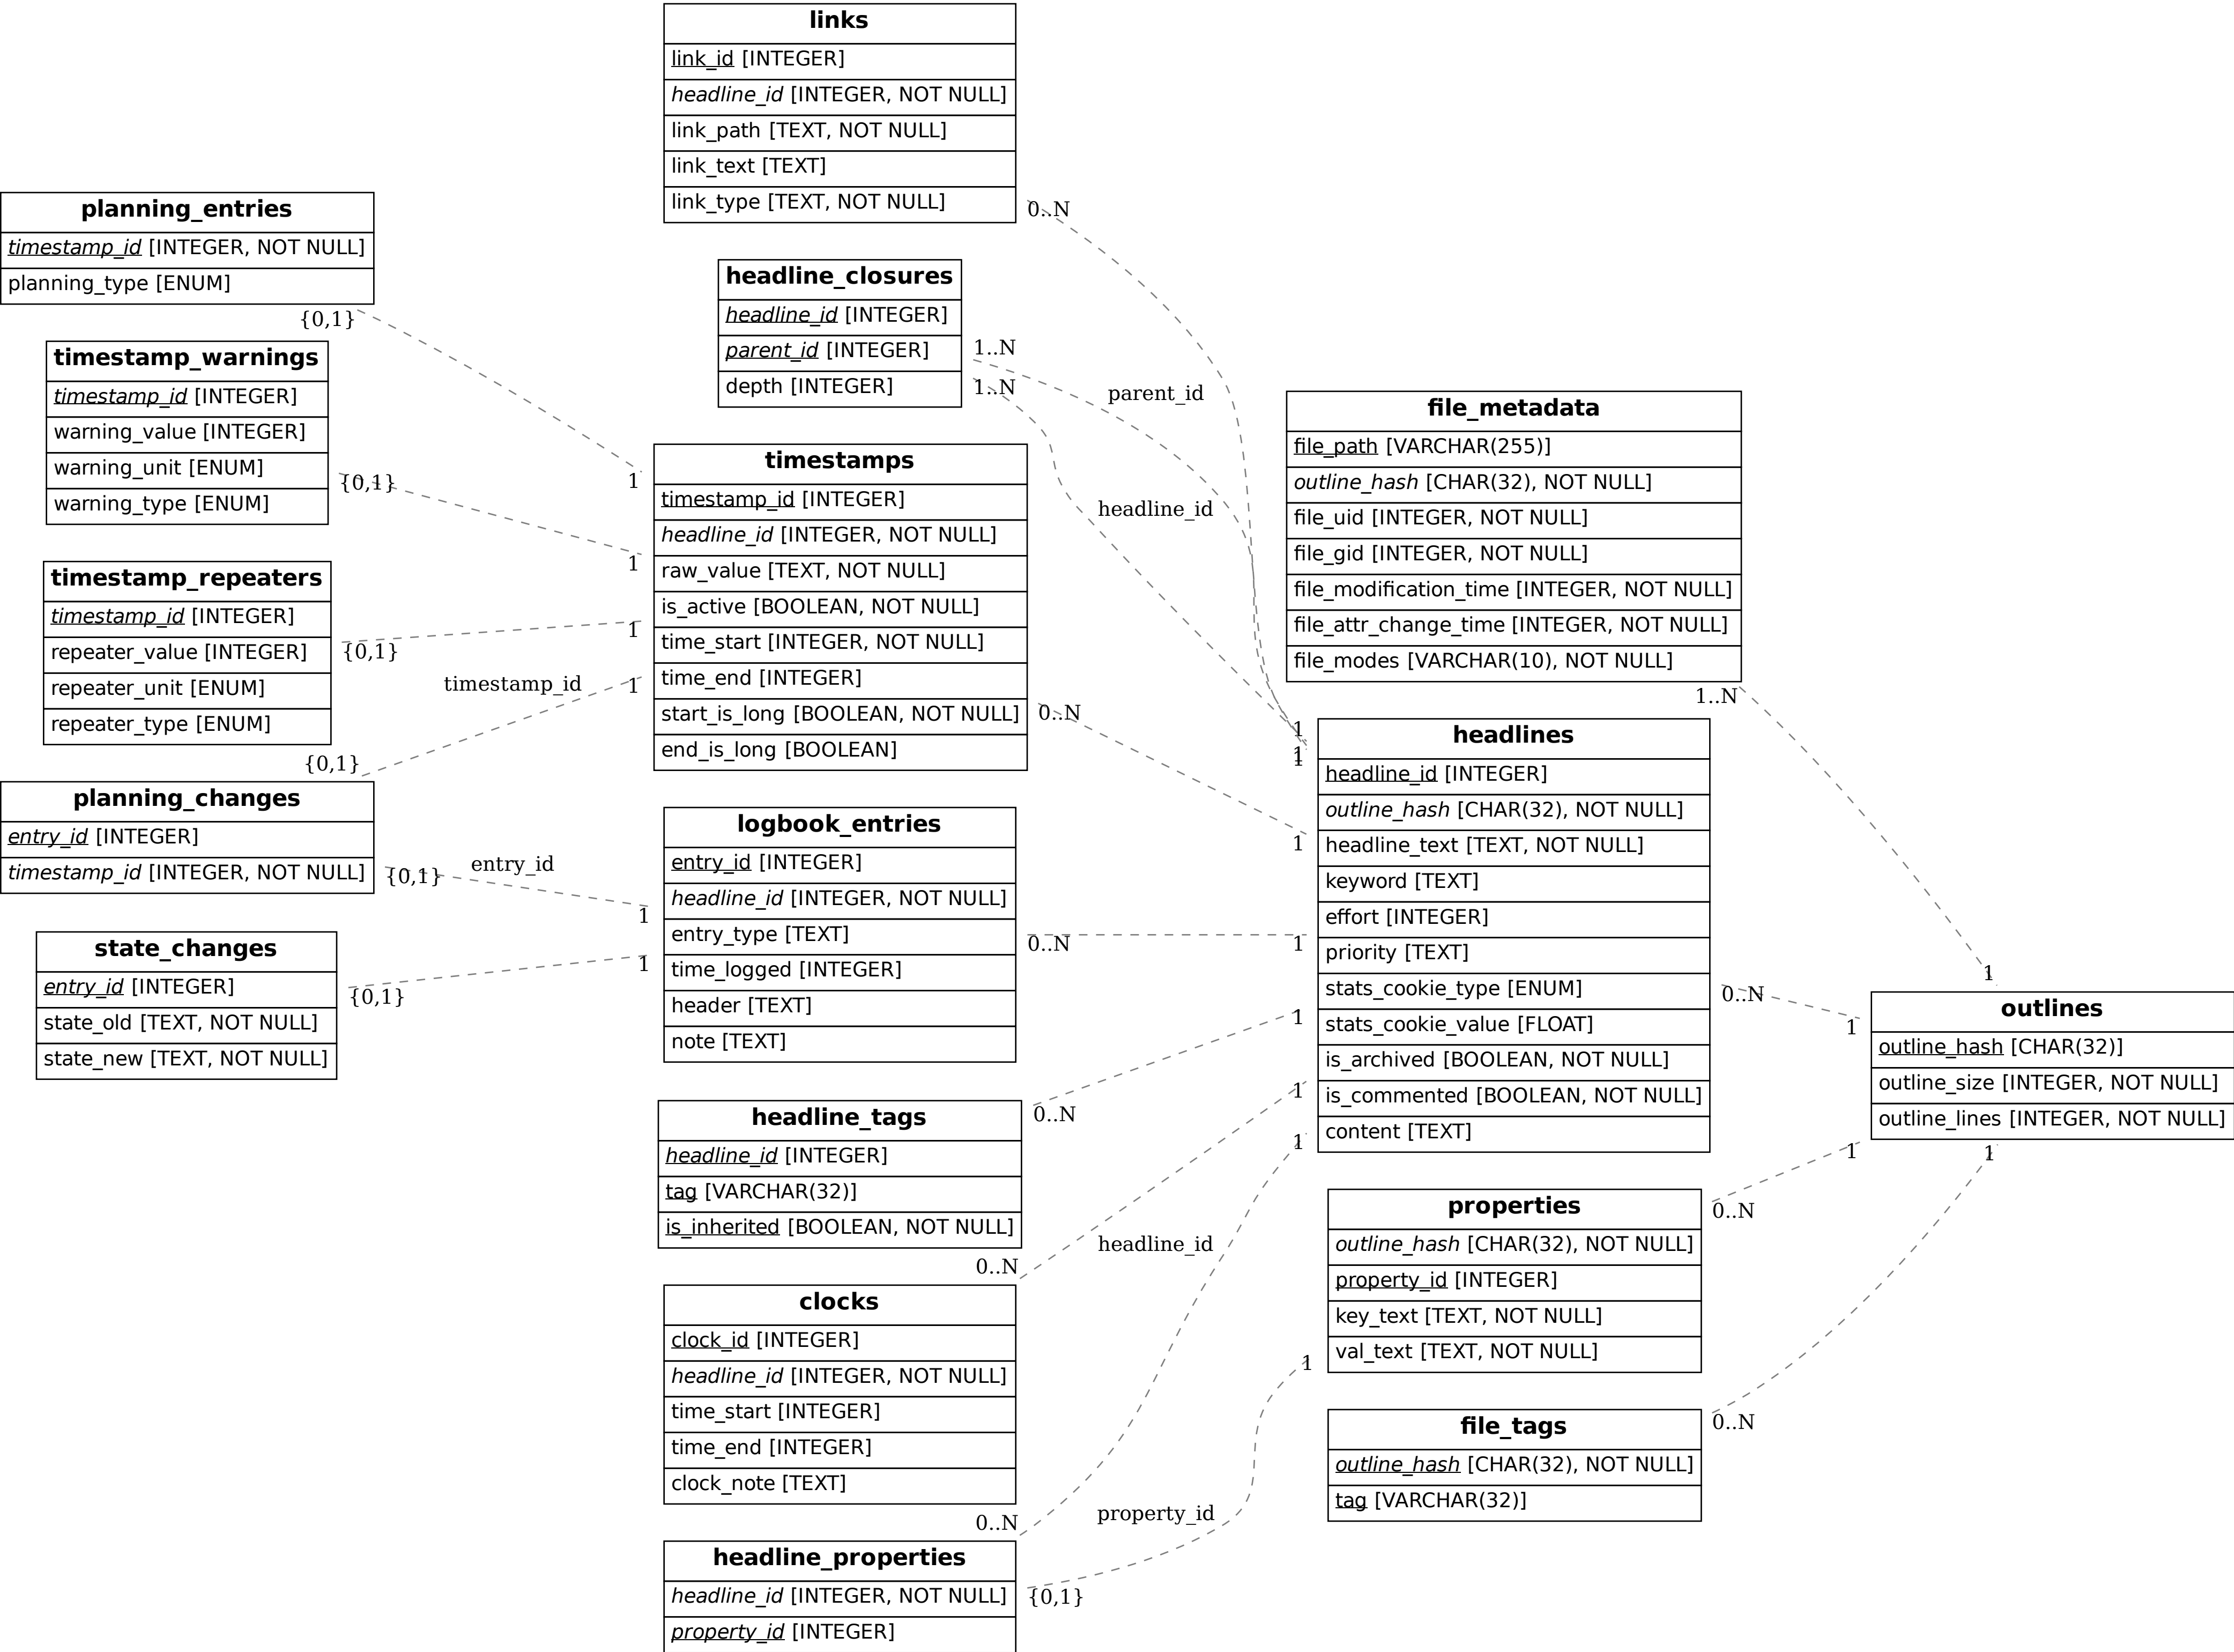 links
link_id [INTEGER]
headline_id [INTEGER, NOT NULL]
link_path [TEXT, NOT NULL]
link_text [TEXT]
link_type [TEXT, NOT NULL]
0..N
planning_entries
timestamp_id [INTEGER, NOT NULL]
planning_type [ENUM]
{0,1}
1
timestamp_warnings
timestamp_id [INTEGER]
warning_value [INTEGER]
warning_unit [ENUM]
warning_type [ENUM]
{0,1}
1
timestamp_repeaters
timestamp_id [INTEGER]
repeater_value [INTEGER]
repeater_unit [ENUM]
repeater_type [ENUM]
{0,1}
1
timestamp_id
1
{0,1}
planning_changes
entry_id [INTEGER]
timestamp_id [INTEGER, NOT NULL]
{0,1}
entry_id
1
state_changes
entry_id [INTEGER]
state_old [TEXT, NOT NULL]
state_new [TEXT, NOT NULL]
{0,1}
1
headline_closures
headline_id [INTEGER]
parent_id [INTEGER]
depth [INTEGER]
1..N
1..N
parent_id
headline_id
timestamps
timestamp_id [INTEGER]
headline_id [INTEGER, NOT NULL]
raw_value [TEXT, NOT NULL]
is_active [BOOLEAN, NOT NULL]
time_start [INTEGER, NOT NULL]
time_end [INTEGER]
start_is_long [BOOLEAN, NOT NULL]
end_is_long [BOOLEAN]
0..N
logbook_entries
entry_id [INTEGER]
headline_id [INTEGER, NOT NULL]
entry_type [TEXT]
time_logged [INTEGER]
header [TEXT]
note [TEXT]
0..N
headline_tags
headline_id [INTEGER]
tag [VARCHAR(32)]
is_inherited [BOOLEAN, NOT NULL]
0..N
0..N
clocks
clock_id [INTEGER]
headline_id [INTEGER, NOT NULL]
time_start [INTEGER]
time_end [INTEGER]
clock_note [TEXT]
0..N
headline_id
headline_properties
headline_id [INTEGER, NOT NULL]
property_id [INTEGER]
{0,1}
property_id
1
file_metadata
file_path [VARCHAR(255)]
outline_hash [CHAR(32), NOT NULL]
file_uid [INTEGER, NOT NULL]
file_gid [INTEGER, NOT NULL]
file_modification_time [INTEGER, NOT NULL]
file_attr_change_time [INTEGER, NOT NULL]
file_modes [VARCHAR(10), NOT NULL]
1..N
1
1
1
1
1
1
1
1
headlines
headline_id [INTEGER]
outline_hash [CHAR(32), NOT NULL]
headline_text [TEXT, NOT NULL]
keyword [TEXT]
effort [INTEGER]
priority [TEXT]
stats_cookie_type [ENUM]
stats_cookie_value [FLOAT]
is_archived [BOOLEAN, NOT NULL]
is_commented [BOOLEAN, NOT NULL]
content [TEXT]
0..N
1
1
outlines
outline_hash [CHAR(32)]
outline_size [INTEGER, NOT NULL]
outline_lines [INTEGER, NOT NULL]
1
1
properties
outline_hash [CHAR(32), NOT NULL]
property_id [INTEGER]
key_text [TEXT, NOT NULL]
val_text [TEXT, NOT NULL]
0..N
file_tags
outline_hash [CHAR(32), NOT NULL]
tag [VARCHAR(32)]
0..N